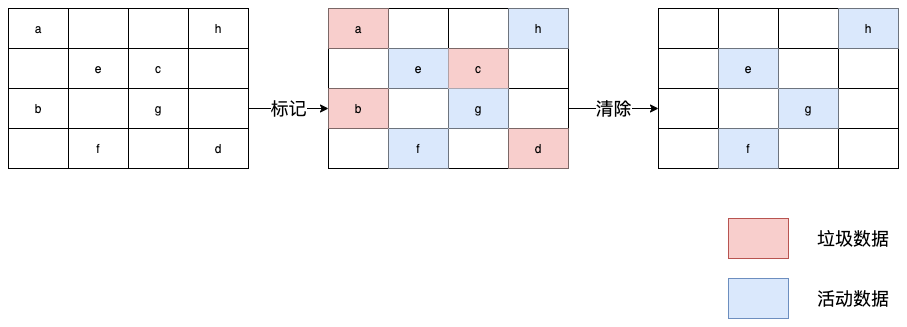 a h a h h
e c e c e
标记 清除
b g b g g
f d f d f
垃圾数据
活动数据